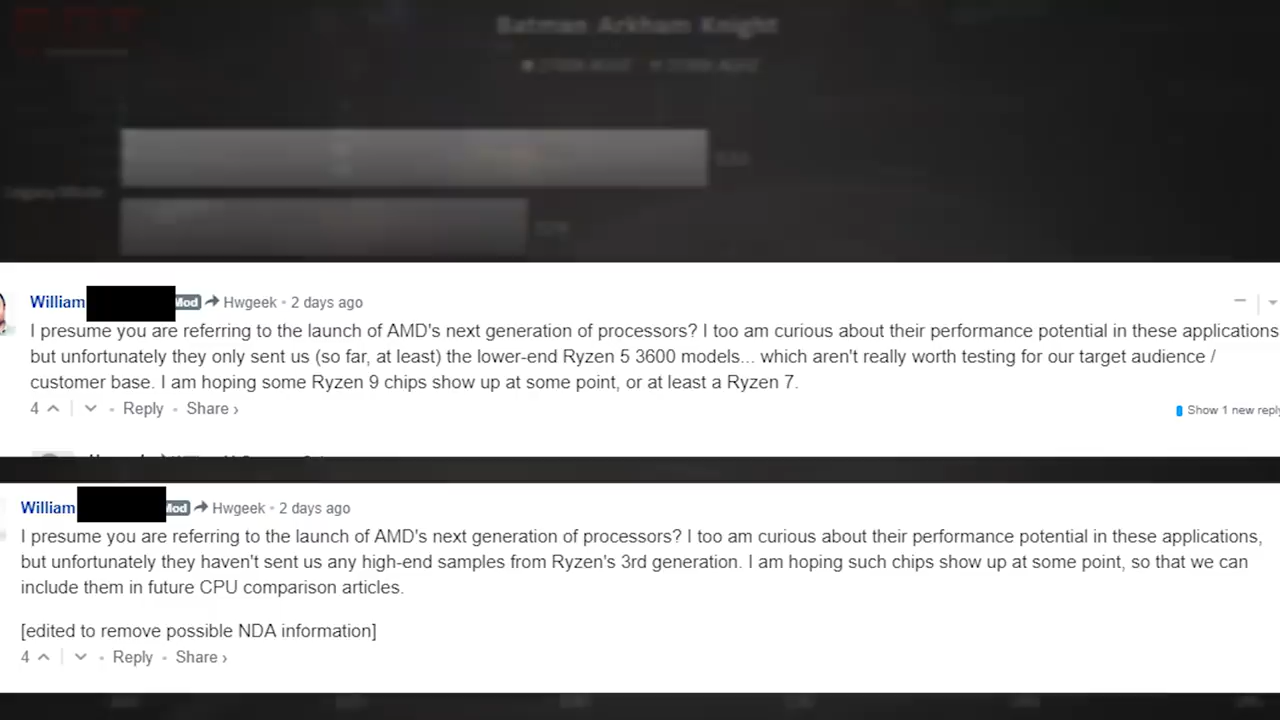 Batman Arkham Knight
William Mod Hwgeek • 2 days ago
I presume you are referring to the launch of AMD's next generation of processors? I too am curious about their performance potential in these applications
but unfortunately they only sent us (so far, at least) the lower-end Ryzen 5 3600 models... which aren't really worth testing for our target audience /
customer base. I am hoping some Ryzen 9 chips show up at some point, or at least a Ryzen 7.
4 • Reply • Share ›
Show 1 new reply
William Mod Hwgeek • 2 days ago
I presume you are referring to the launch of AMD's next generation of processors? I too am curious about their performance potential in these applications,
but unfortunately they haven't sent us any high-end samples from Ryzen's 3rd generation. I am hoping such chips show up at some point, so that we can
include them in future CPU comparison articles.
[edited to remove possible NDA information]
4 • Reply • Share ›